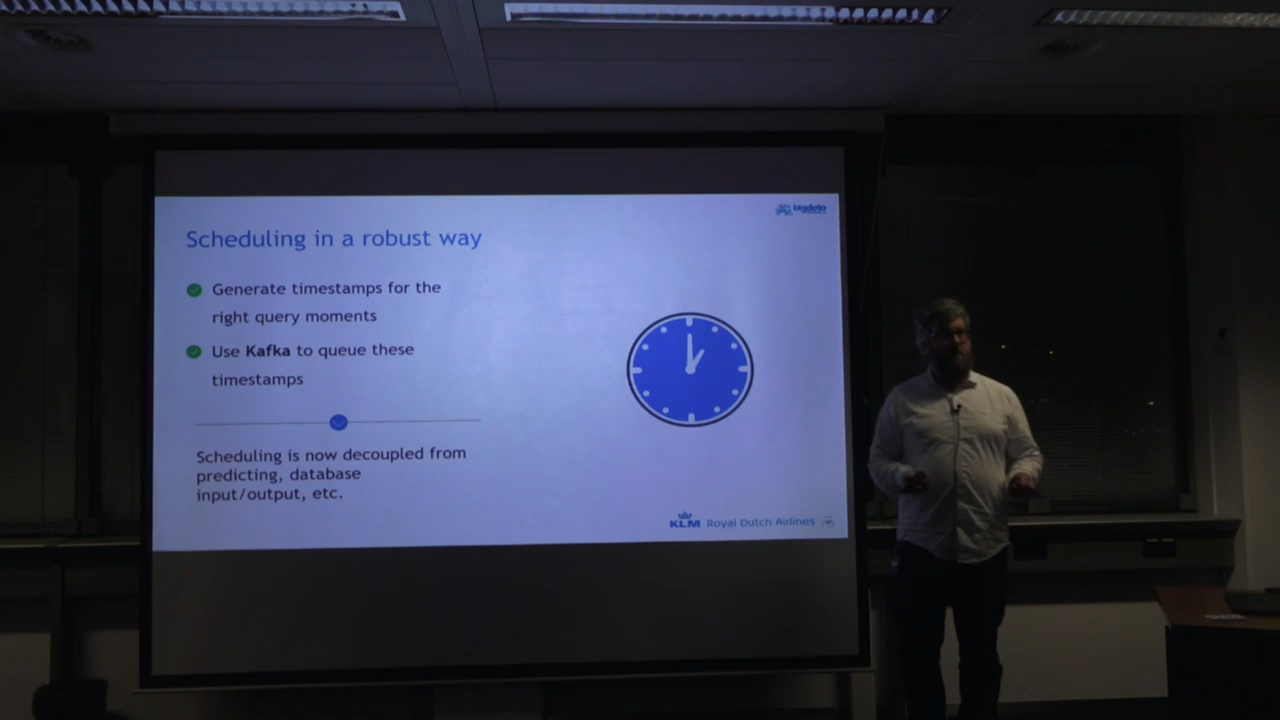 bigdata
Scheduling in a robust way
Generate timestamps for the
right query moments
Use Kafka to queue these
timestamps
Scheduling is now decoupled from
predicting, database
input/output, etc.
KLM Royal Dutch Airlines